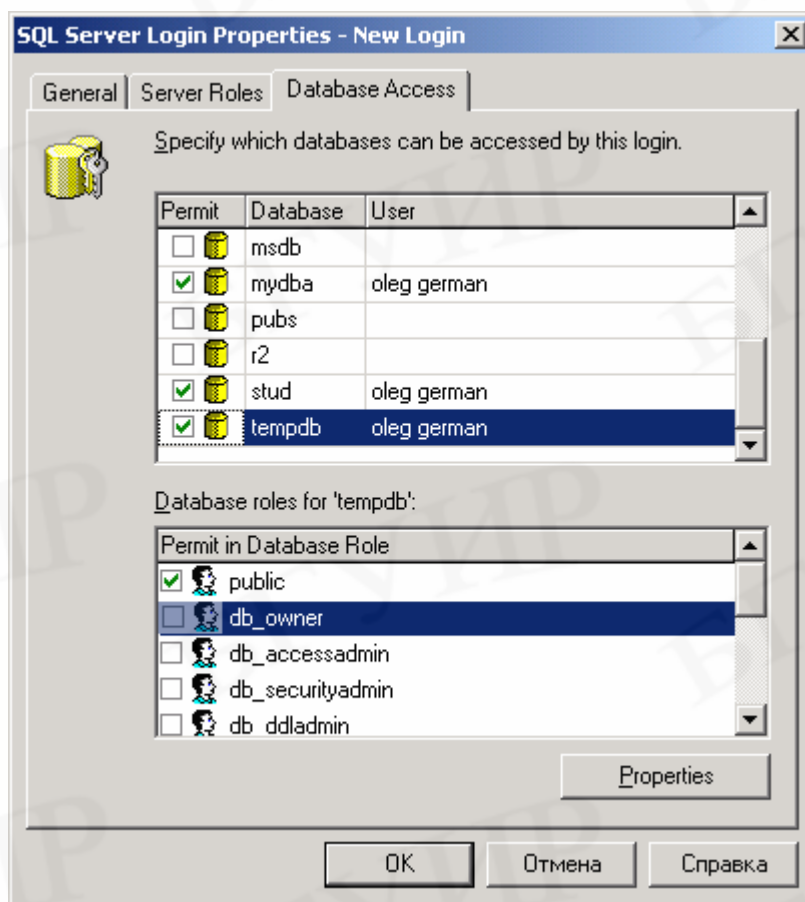 SQL Server Login Properties - New Login
General Server Roles Database Access
Specify which databases can be accessed by this login.
Permit Database User
msdb
mydba oleg german
pubs
r2
stud oleg german
tempdb oleg german
Database roles for 'tempdb':
Permit in Database Role
public
db_owner
db_accessadmin
db_securityadmin
db_ddladmin
Properties
OK Отмена Справка